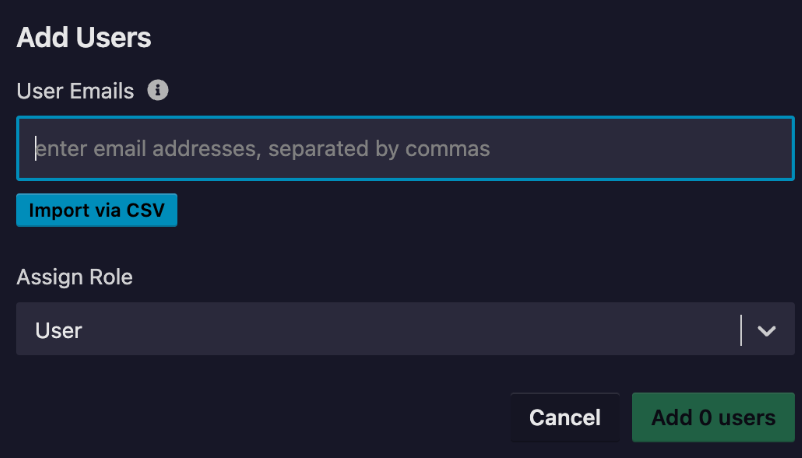 Add Users
User Emails
enter email addresses, separated by commas
Import via CSV
Assign Role
User
Cancel Add 0 users